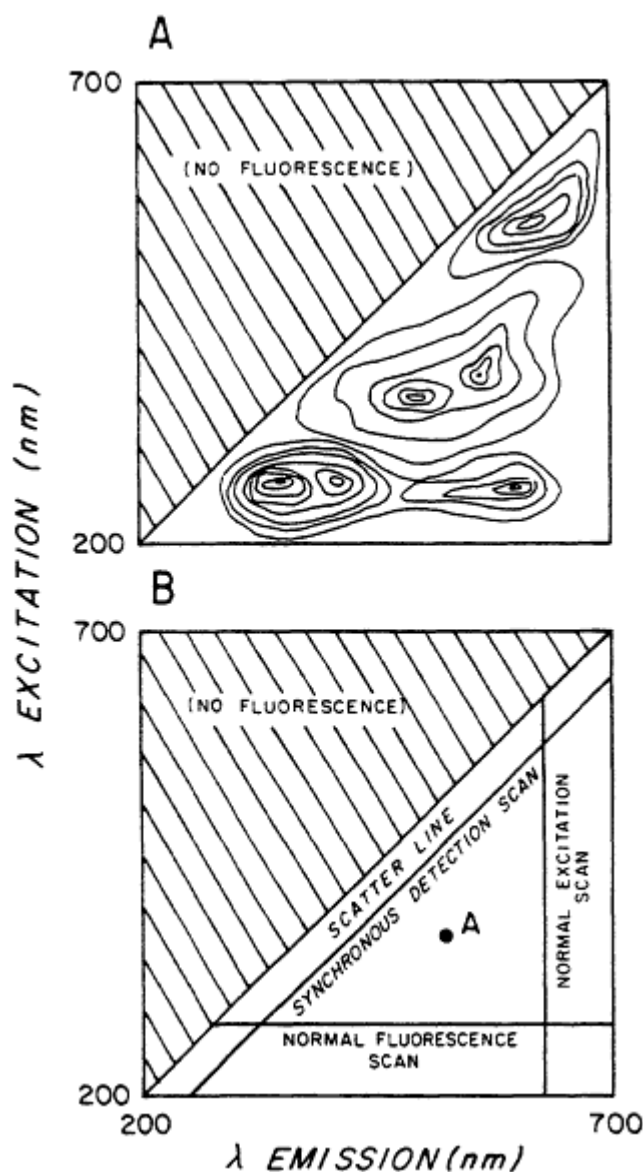 A
700
(NO FLUORESCENCE)
200
λ EXCITATION (nm)
B
700
(NO FLUORESCENCE)
SCATTER LINE
SYNCHRONOUS DETECTION SCAN
A
NORMAL EXCITATION
SCAN
NORMAL FLUORESCENCE
SCAN
200
200
700
λ EMISSION (nm)